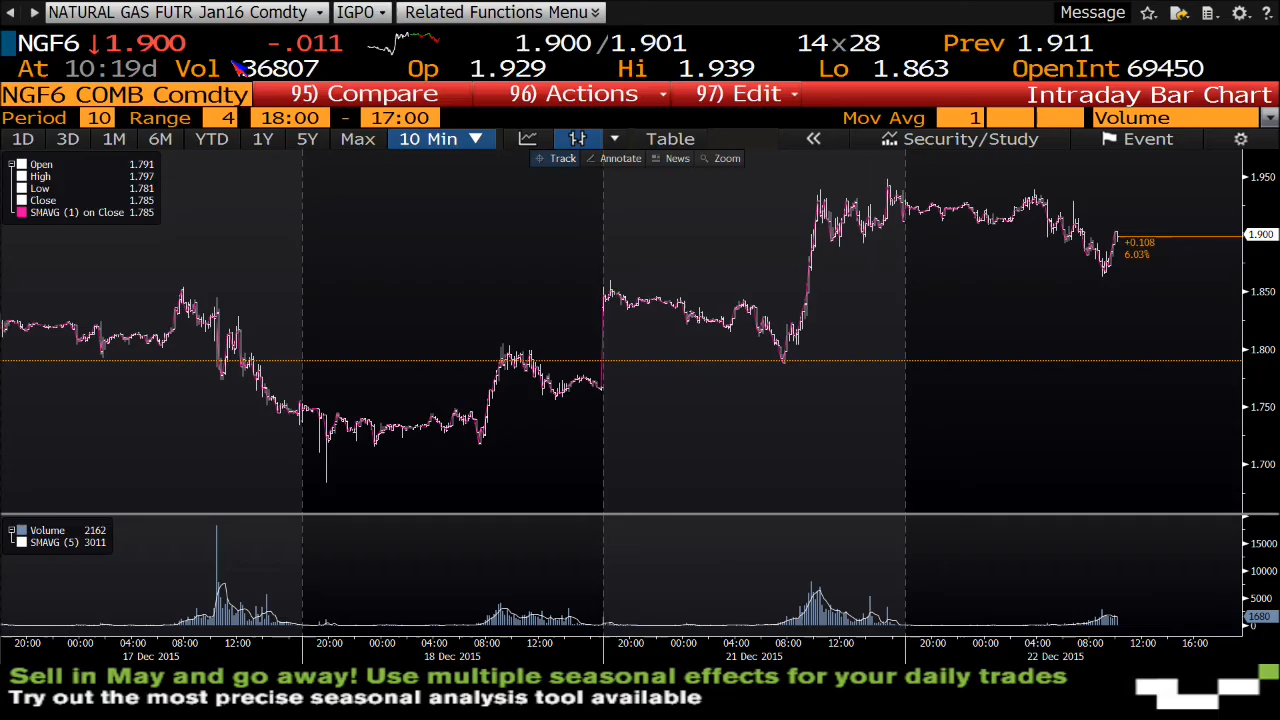 NATURAL GAS FUTR Jan16 Comdty IGPO Related Functions Menu Message
NGF6 ↓1.900 -.011 1.900 /1.901 14×28 Prev 1.911
At 10:19d Vol 36807 Op 1.929 Hi 1.939 Lo 1.863 OpenInt 69450
NGF6 COMB Comdty 95) Compare 96) Actions 97) Edit Intraday Bar Chart
Period 10 Range 4 18:00 - 17:00 Mov Avg 1 Volume
1D 3D 1M 6M YTD 1Y 5Y Max 10 Min ▼ Table « Security/Study Event
Track Annotate News Zoom
Open 1.791
High 1.797
Low 1.781
Close 1.785
SMAVG (1) on Close 1.785
1.950
1.900
+0.108
6.03%
1.850
1.800
1.750
1.700
Volume 2162
SMAVG (5) 3011
15000
10000
5000
1680
0
20:00 00:00 04:00 08:00 12:00 20:00 00:00 04:00 08:00 12:00 20:00 00:00 04:00 08:00 12:00 20:00 00:00 04:00 08:00 12:00 16:00
17 Dec 2015 18 Dec 2015 21 Dec 2015 22 Dec 2015
Sell in May and go away! Use multiple seasonal effects for your daily trades
Try out the most precise seasonal analysis tool available